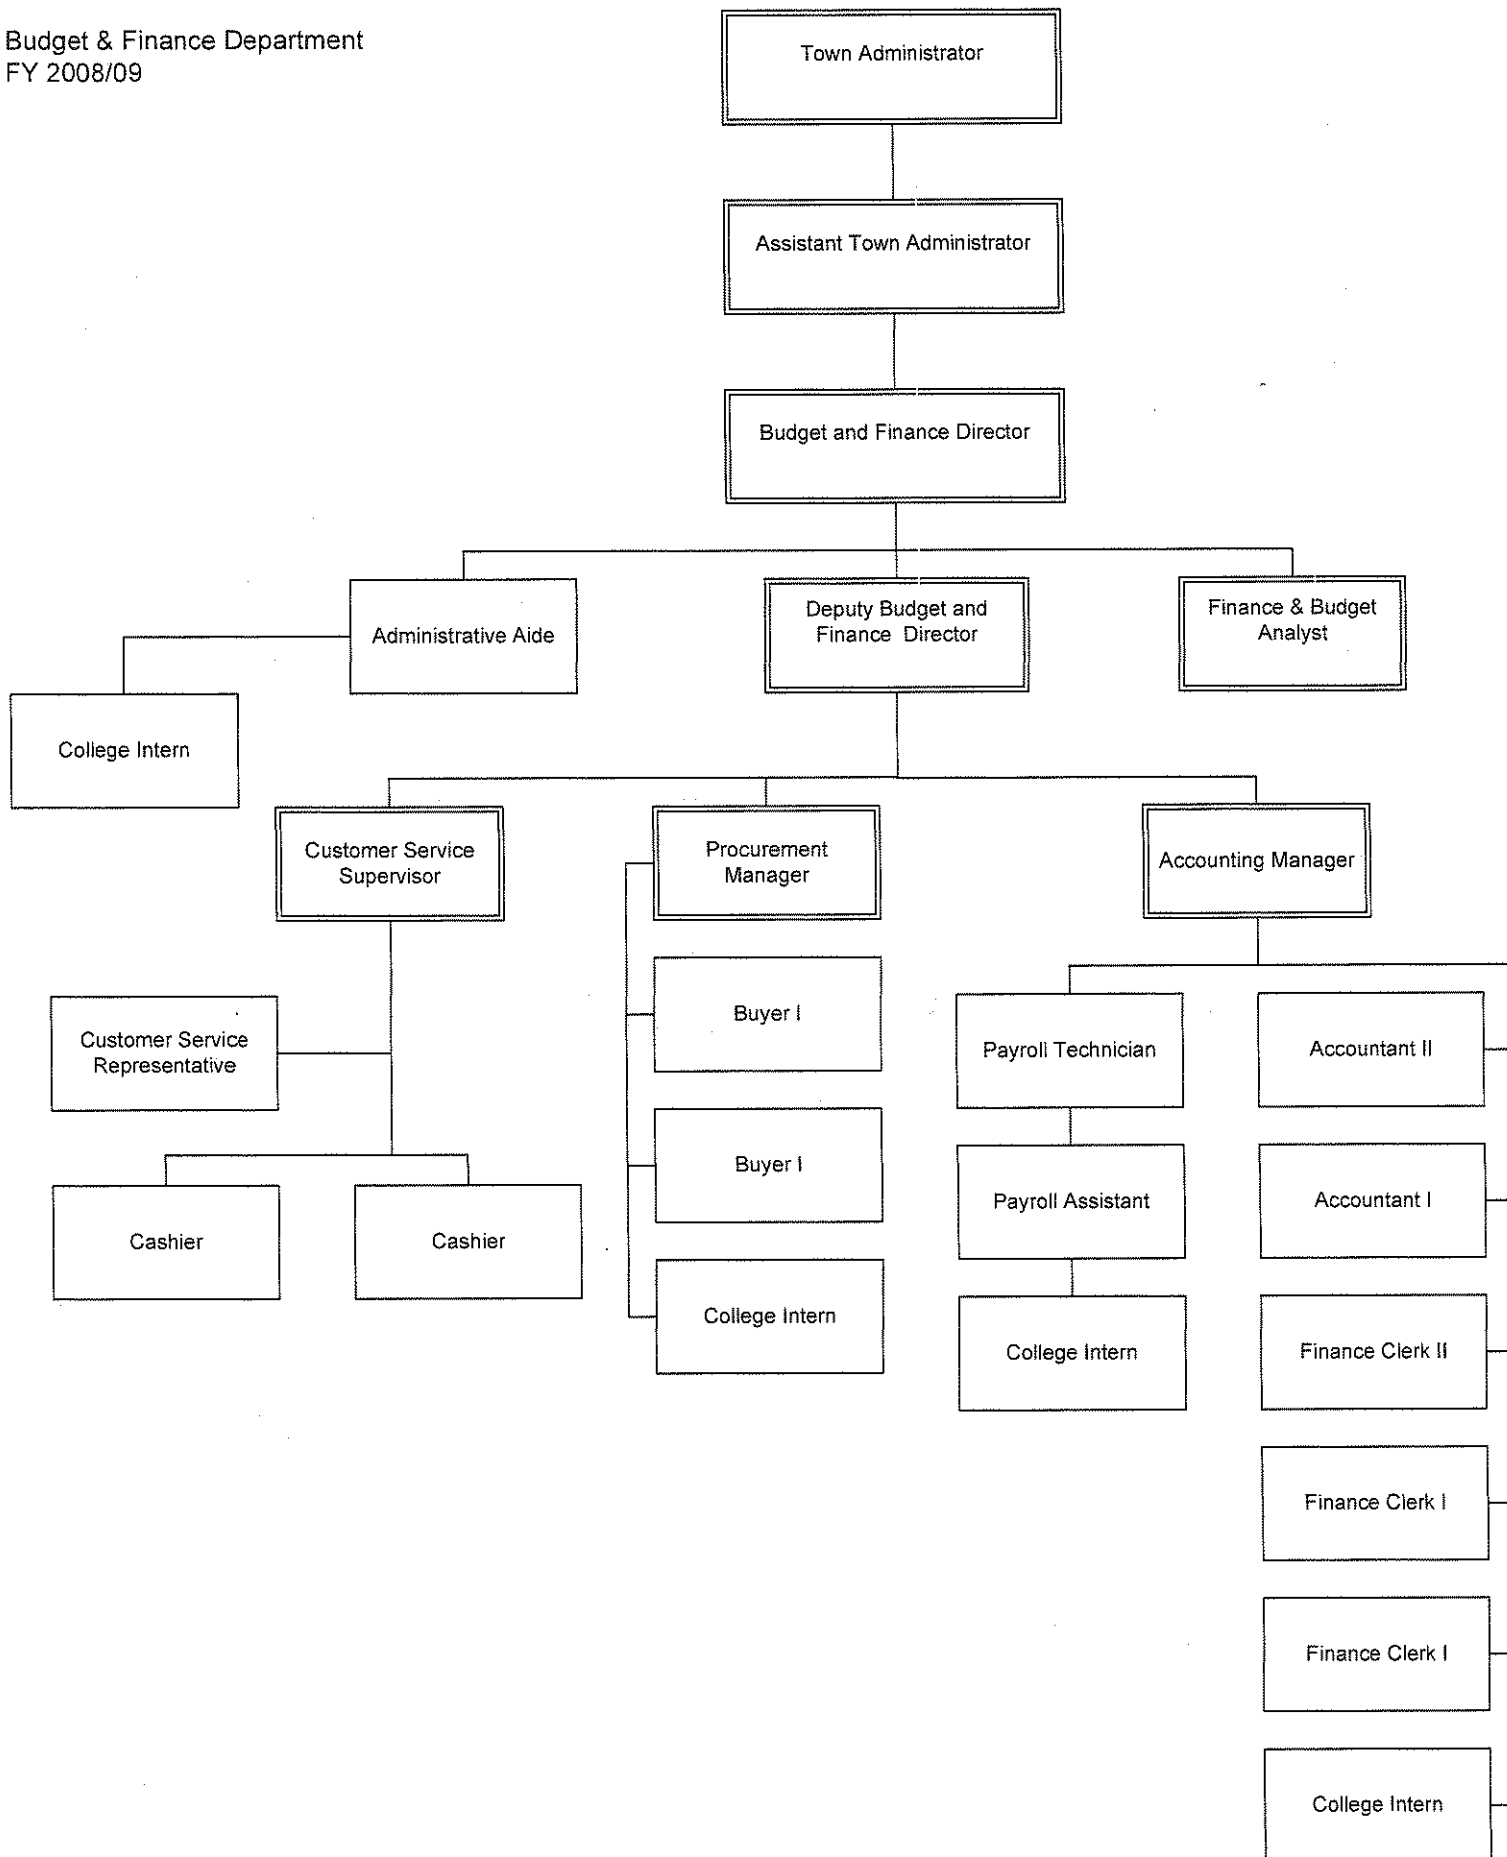 Budget & Finance Department
FY 2008/09
Town Administrator
Assistant Town Administrator
Budget and Finance Director
Administrative Aide
Deputy Budget and
Finance Director
Finance & Budget
Analyst
College Intern
Customer Service
Supervisor
Procurement
Manager
Accounting Manager
Customer Service
Representative
Buyer I
Payroll Technician
Accountant II
Buyer I
Payroll Assistant
Accountant I
Cashier
Cashier
College Intern
College Intern
Finance Clerk II
Finance Clerk I
Finance Clerk I
College Intern